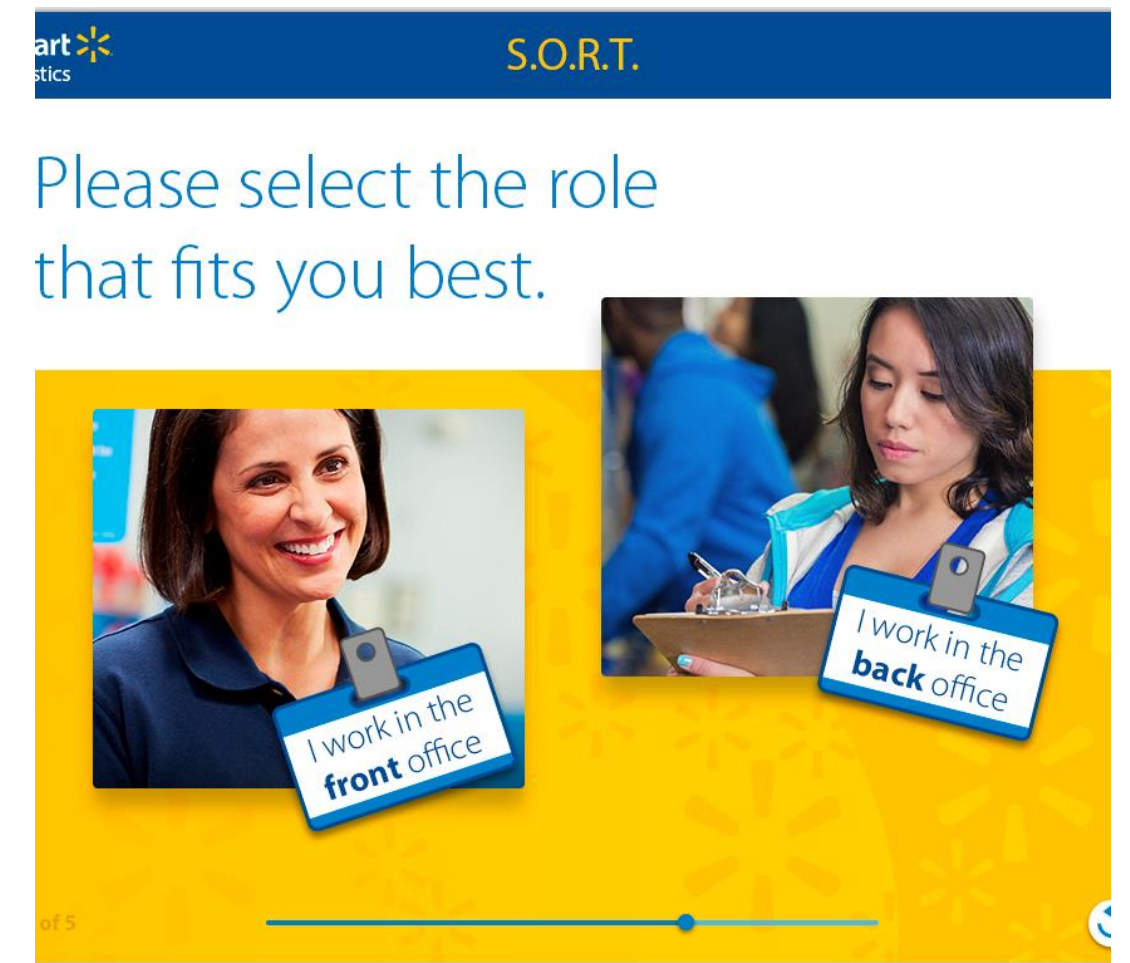 art
stics
S.O.R.T.
Please select the role
that fits you best.
I work in the
front office
I work in the
back office
of 5